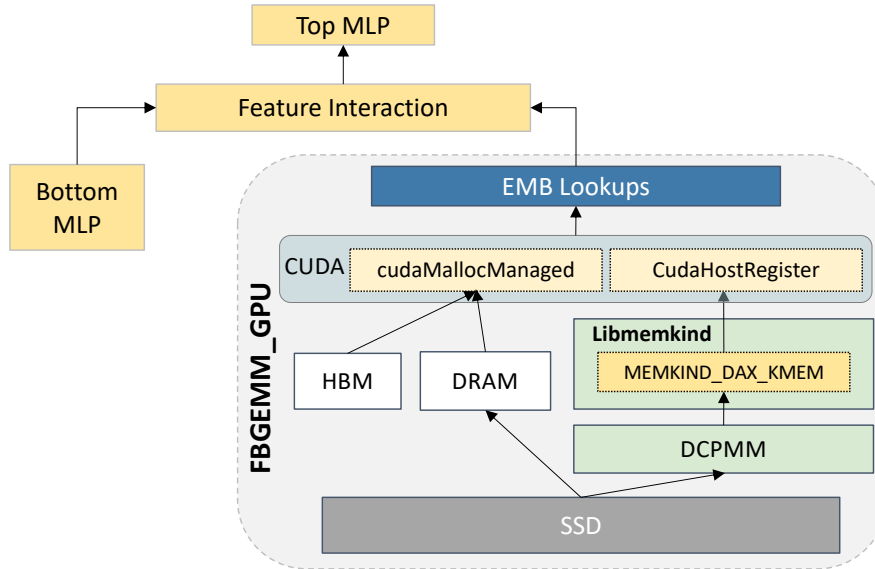 Top MLP
Feature Interaction
Bottom
MLP
EMB Lookups
CUDA
cudaMallocManaged
CudaHostRegister
FBGEMM_GPU
Libmemkind
HBM
DRAM
MEMKIND_DAX_KMEM
DCPMM
SSD